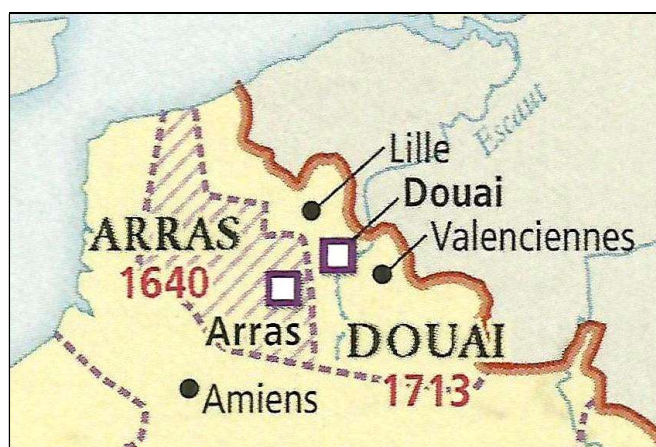 Escaut
Lille
Douai
Valenciennes
ARRAS
1640
Arras
DOUAI
1713
Amiens